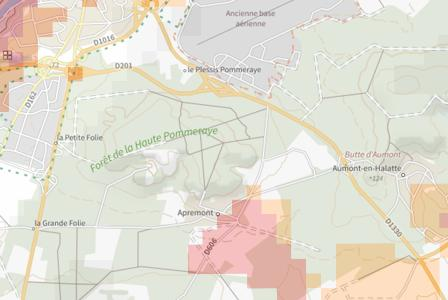 Ancienne base
aérienne
D1016
D201
le Plessis Pommeraye
D162
la Petite Folie
Forêt de la Haute Pommeraye
Butte d'Aumont
Aumont-en-Halatte
124
Apremont
la Grande Folie
D606
D1330